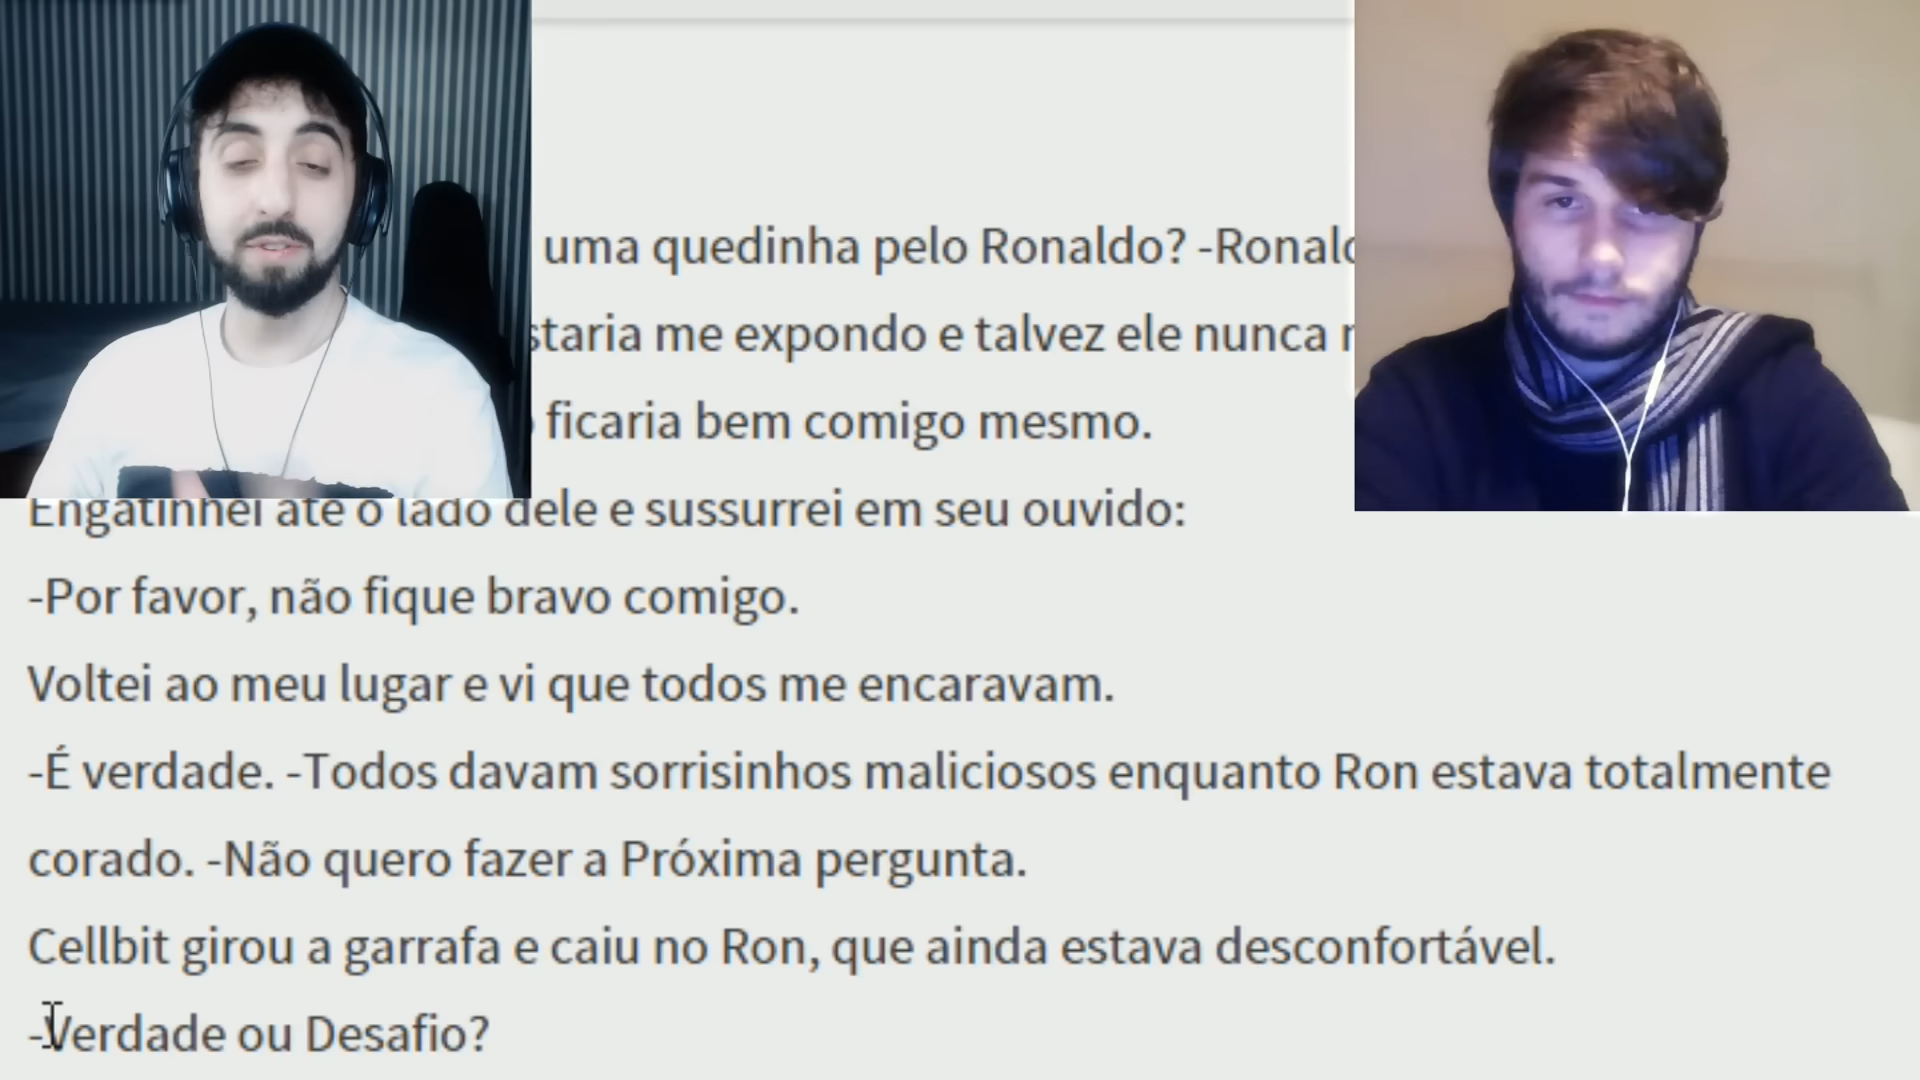 uma quedinha pelo Ronaldo? -Ronald
staria me expondo e talvez ele nunca
ficaria bem comigo mesmo.
Engatinhei até o lado dele e sussurrei em seu ouvido:
-Por favor, não fique bravo comigo.
Voltei ao meu lugar e vi que todos me encaravam.
-É verdade. -Todos davam sorrisinhos maliciosos enquanto Ron estava totalmente
corado. -Não quero fazer a Próxima pergunta.
Cellbit girou a garrafa e caiu no Ron, que ainda estava desconfortável.
-Verdade ou Desafio?